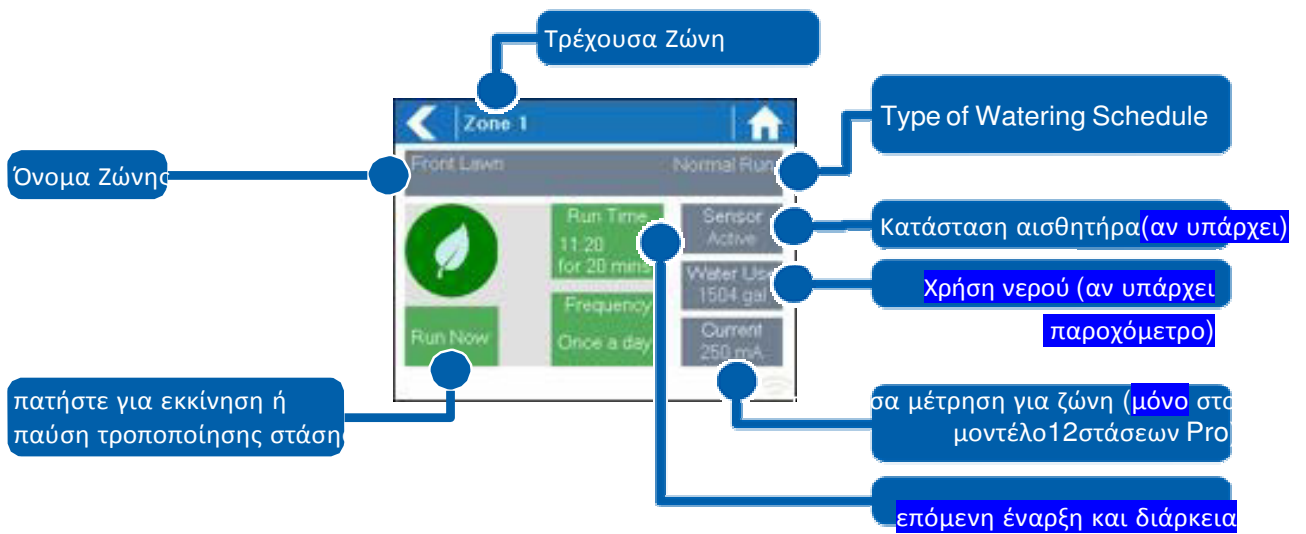 Τρέχουσα Ζώνη
Zone 1
Type of Watering Schedule
Front Lawn
Normal Run
Όνομα Ζώνης
Run Time
11:20
for 20 mins
Sensor
Active
Κατάσταση αισθητήρα(αν υπάρχει)
Water Use
1504 gal
Χρήση νερού (αν υπάρχει
παροχόμετρο)
Frequency
Once a day
Run Now
Current
250 mA
πατήστε για εκκίνηση ή
παύση τροποποίησης στάσης
μέτρηση για ζώνη (μόνο στο
μοντέλο12στάσεων Pro)
επόμενη έναρξη και διάρκεια